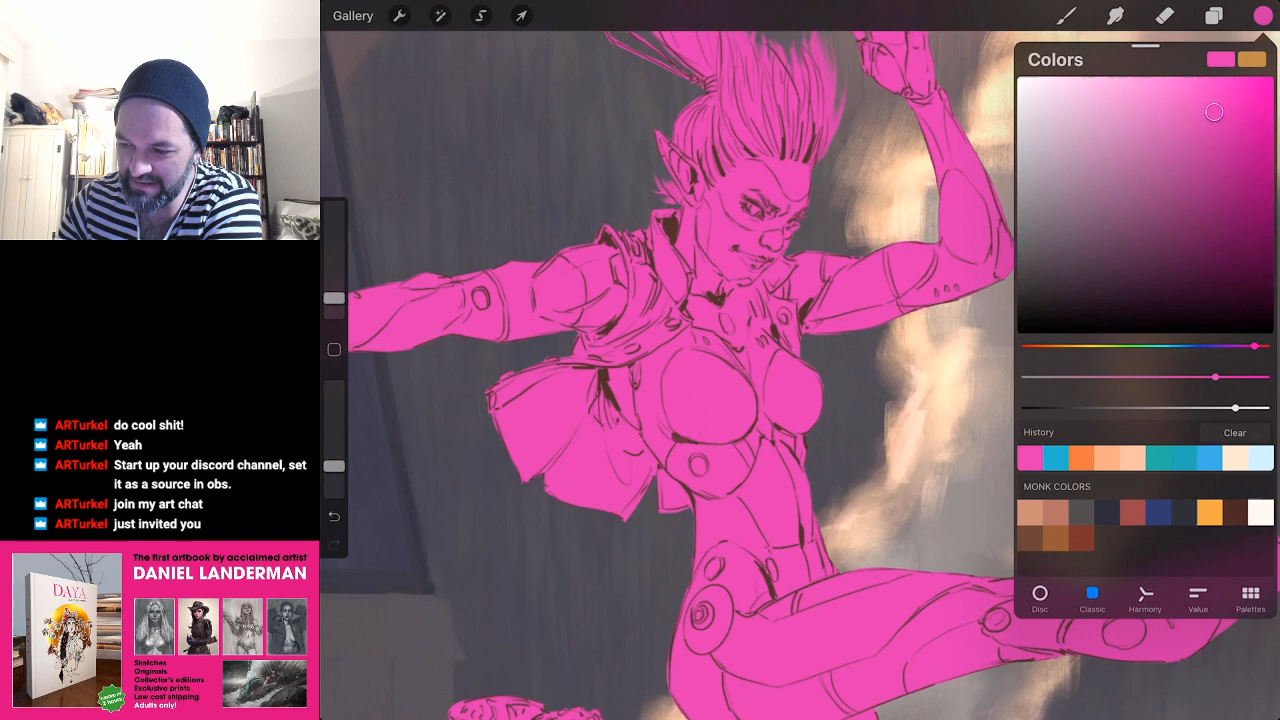 Gallery
Colors
History
Clear
MONK COLORS
Disc
Classic
Harmony
Value
Palettes
ARTurkel do cool shit!
ARTurkel Yeah
ARTurkel Start up your discord channel, set
it as a source in obs.
ARTurkel join my art chat
ARTurkel just invited you
The first artbook by acclaimed artist
DANIEL LANDERMAN
DAYA
Sketches
Originals
Collector's editions
Exclusive prints
Low cost shipping
Adults only!